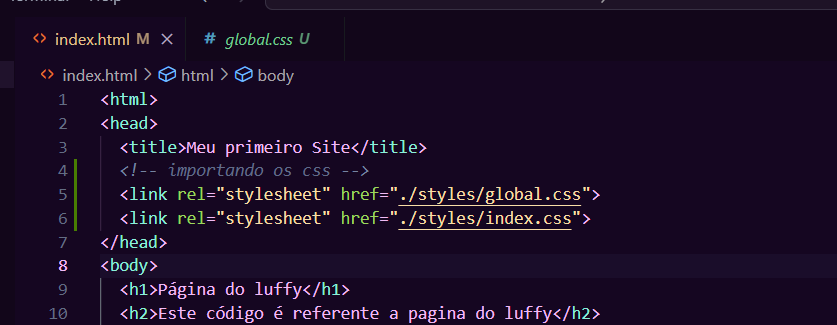 index.html M
# global.css U
index.html > html > body
1 <html>
2 <head>
3 <title>Meu primeiro Site</title>
4 <!-- importando os css -->
5 <link rel="stylesheet" href="./styles/global.css">
6 <link rel="stylesheet" href="./styles/index.css">
7 </head>
8 <body>
9 <h1>Página do luffy</h1>
10 <h2>Este código é referente a pagina do luffy</h2>